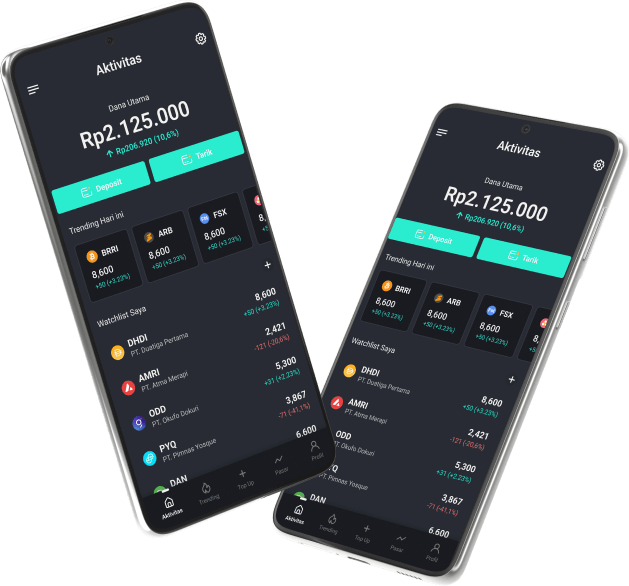 Aktivitas
Dana Utama
Rp2.125.000
Rp206.920 (10,6%)
Deposit
Tarik
Trending Hari ini
BRRI
8,600
+50 (+3,23%)
ARB
8,600
+50 (+3,23%)
FSX
8,600
+50 (+3,23%)
8,
Watchlist Saya
+
DHDI
PT. Duatiga Pertama
8,600
+50 (+3,23%)
AMRI
PT. Atma Merapi
2,421
-121 (-20,6%)
ODD
PT. Okufo Dokuri
5,300
+31 (+2,23%)
PYQ
PT. Pimnas Yosque
3,867
-71 (-41,1%)
DAN
6.600
Aktivitas
Trending
Top Up
Pasar
Profil
Aktivitas
Dana Utama
Rp2.125.000
Rp206.920 (10,6%)
Deposit
Tarik
Trending Hari ini
BRRI
8,600
+50 (+3,23%)
ARB
8,600
+50 (+3,23%)
FSX
8,600
+50 (+3,23%)
8,
Watchlist Saya
+
DHDI
PT. Duatiga Pertama
8,600
+50 (+3,23%)
AMRI
PT. Atma Merapi
2,421
-121 (-20,6%)
ODD
PT. Okufo Dokuri
5,300
+31 (+2,23%)
PT. Pimnas Yosque
3,867
-71 (-41,1%)
DAN
6.600
Aktivitas
Trending
Top Up
Pasar
Profil